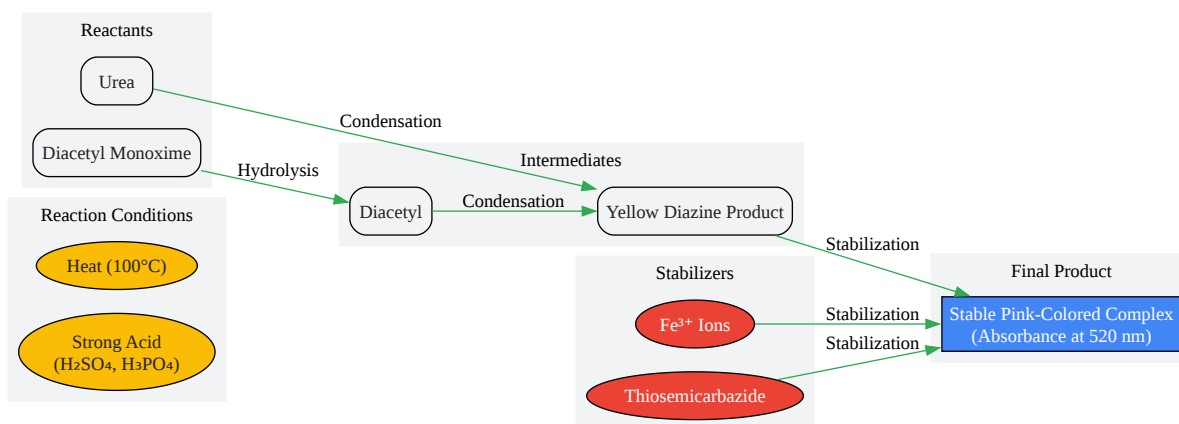 Reactants
Urea
Diacetyl Monoxime
Reaction Conditions
Heat (100°C)
Strong Acid
(H₂SO₄, H₃PO₄)
Condensation
Hydrolysis
Intermediates
Diacetyl
Condensation
Yellow Diazine Product
Stabilizers
Fe³⁺ Ions
Thiosemicarbazide
Stabilization
Stabilization
Stabilization
Final Product
Stable Pink-Colored Complex
(Absorbance at 520 nm)